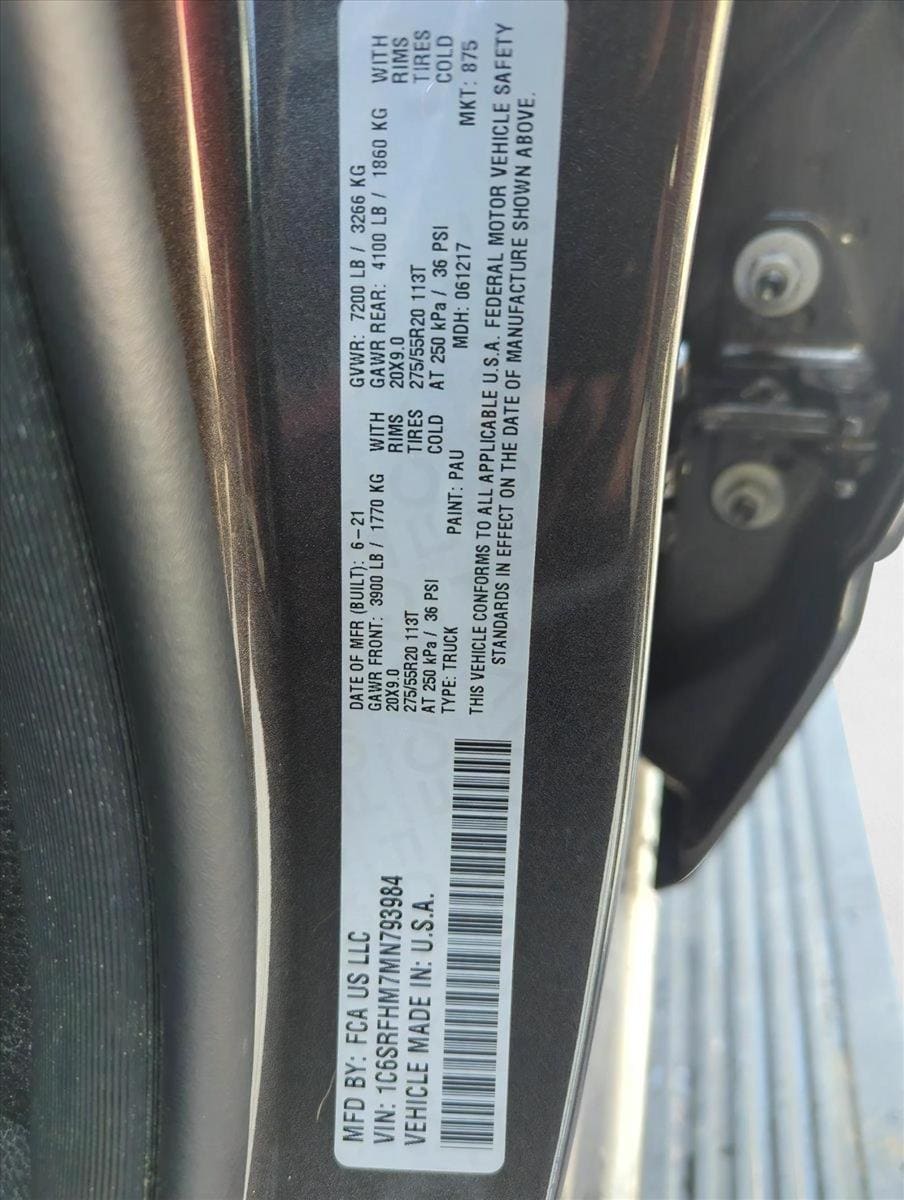 MFD BY: FCA US LLC
VIN: 1C6SRFHM7MN793984
VEHICLE MADE IN: U.S.A.
DATE OF MFR (BUILT): 6-21 GVWR: 7200 LB / 3266 KG
GAWR FRONT: 3900 LB / 1770 KG WITH GAWR REAR: 4100 LB / 1860 KG WITH
20X9.0 RIMS 20X9.0 RIMS
275/55R20 113T TIRES 275/55R20 113T TIRES
AT 250 kPa / 36 PSI COLD AT 250 kPa / 36 PSI COLD
TYPE: TRUCK PAINT: PAU MDH: 061217 MKT: 875
THIS VEHICLE CONFORMS TO ALL APPLICABLE U.S.A. FEDERAL MOTOR VEHICLE SAFETY
STANDARDS IN EFFECT ON THE DATE OF MANUFACTURE SHOWN ABOVE.